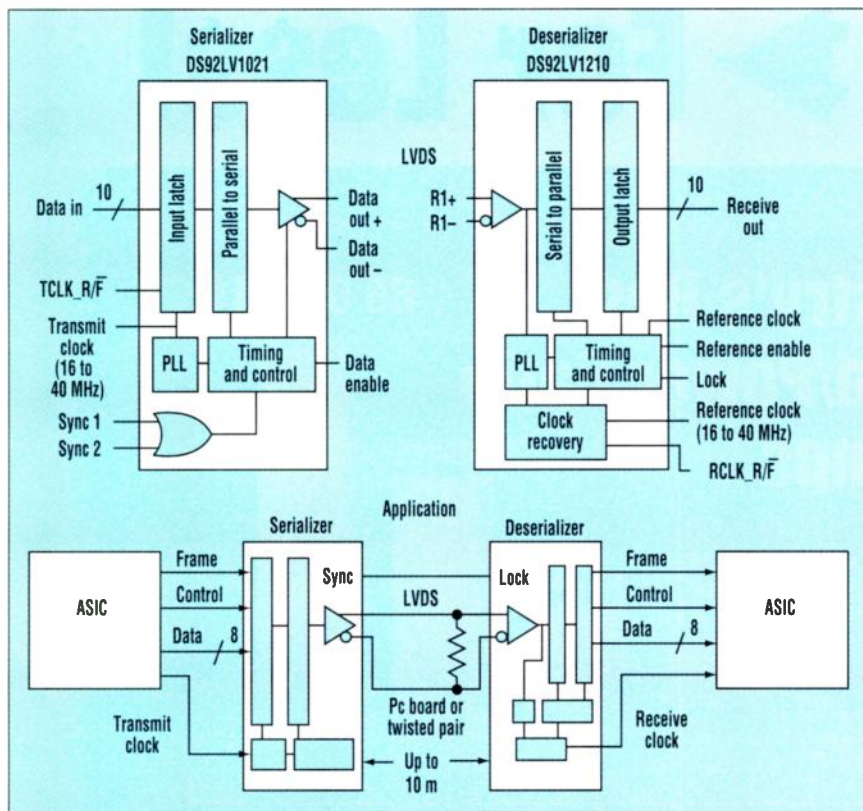 Serializer
DS92LV1021
Deserializer
DS92LV1210
Data in
10
Input latch
Parallel to serial
Data
out +
Data
out –
LVDS
TCLK_R/F̅
Transmit
clock
(16 to
40 MHz)
PLL
Timing
and control
Data
enable
Sync 1
Sync 2
R1+
R1–
Serial to parallel
Output latch
10
Receive
out
PLL
Timing
and control
Reference clock
Reference enable
Lock
Clock
recovery
Reference clock
(16 to 40 MHz)
RCLK_R/F̅
Application
Serializer
Deserializer
ASIC
Frame
Control
Data
8
Transmit
clock
Sync
LVDS
Lock
Pc board or
twisted pair
Up to
10 m
Frame
Control
Data
8
Receive
clock
ASIC